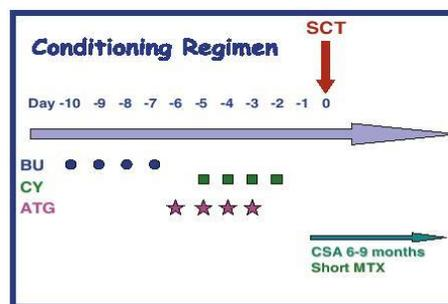 SCT
Conditioning Regimen
Day -10 -9 -8 -7 -6 -5 -4 -3 -2 -1 0
BU
CY
ATG
CSA 6-9 months
Short MTX